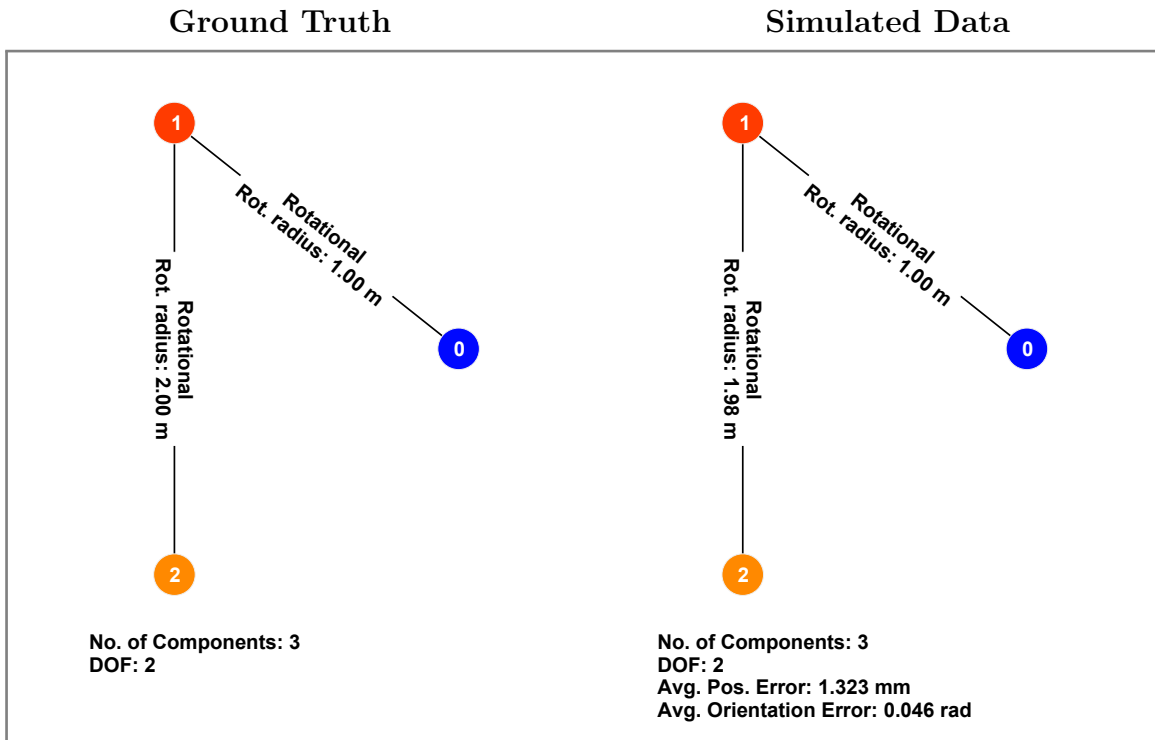 Ground Truth
1
Rotational
Rot. radius: 1.00 m
Rotational
Rot. radius: 2.00 m
0
2
No. of Components: 3
DOF: 2
Simulated Data
1
Rotational
Rot. radius: 1.00 m
Rotational
Rot. radius: 1.98 m
0
2
No. of Components: 3
DOF: 2
Avg. Pos. Error: 1.323 mm
Avg. Orientation Error: 0.046 rad